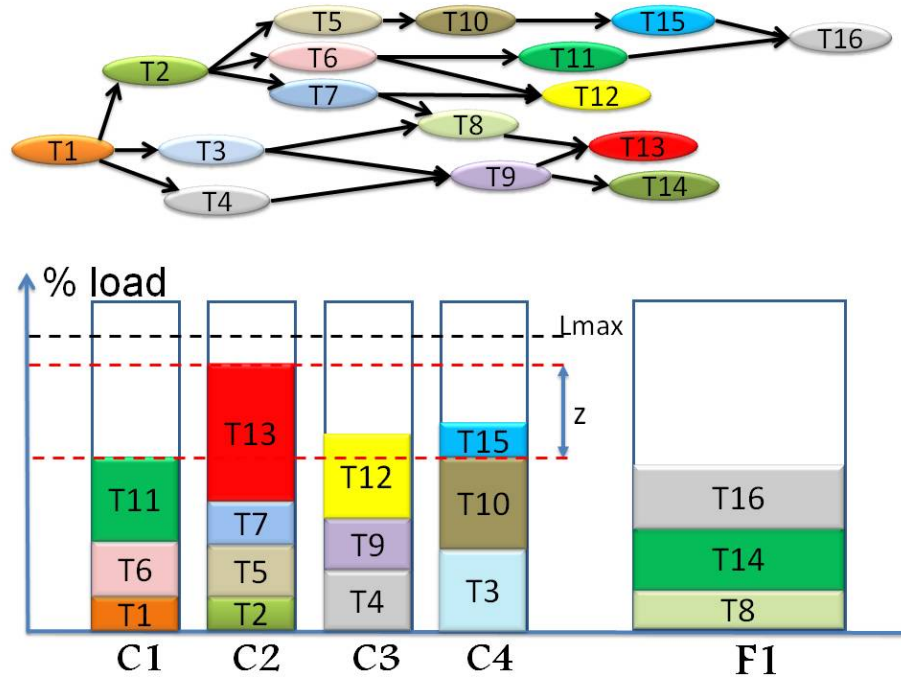 T5 T10 T15
T16
T6 T11
T2
T7 T12
T8
T1 T3 T13
T9
T14
T4
% load
Lmax
z
T13
T15
T11 T12 T10 T16
T7 T14
T6 T9
T5 T3
T4 T8
T1 T2
C1 C2 C3 C4 F1